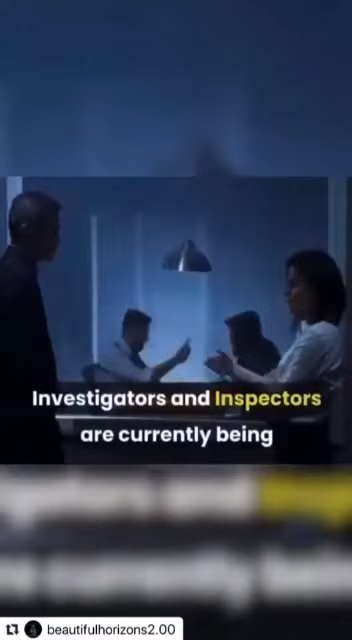 Investigators and Inspectors
are currently being
beautifulhorizons2.00